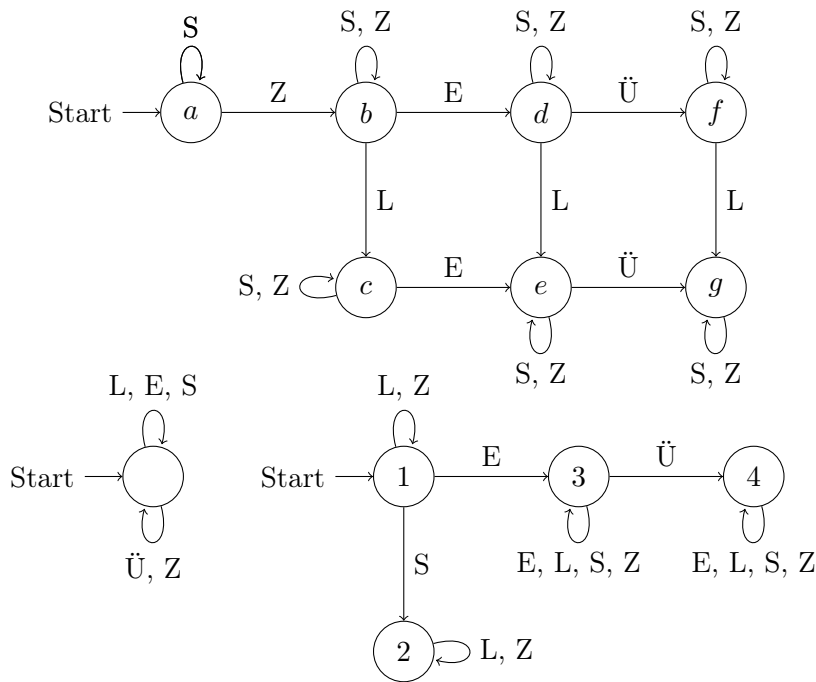 S S, Z S, Z S, Z
Start a Z b E d Ü f
L L L
S, Z c E e Ü g
S, Z S, Z
L, E, S L, Z
Start Start 1 E 3 Ü 4
Ü, Z S E, L, S, Z E, L, S, Z
2 L, Z